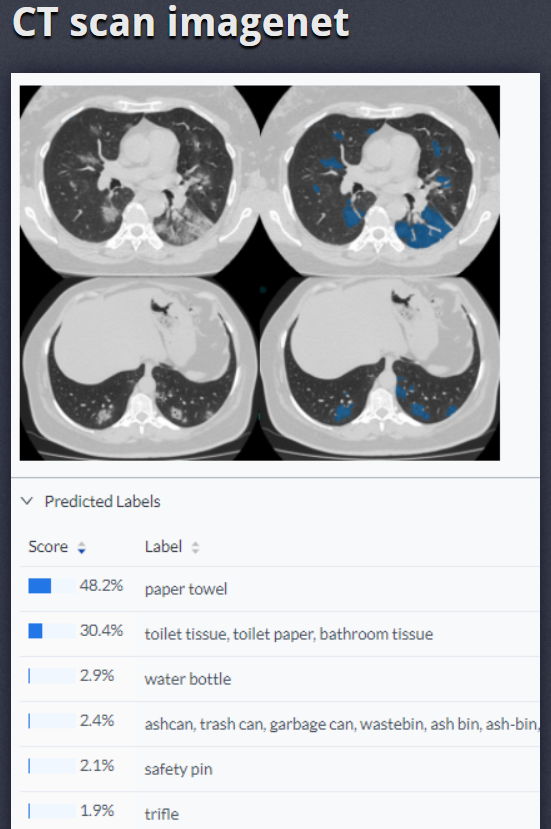 CT scan imagenet
Predicted Labels
Score Label
48.2% paper towel
30.4% toilet tissue, toilet paper, bathroom tissue
2.9% water bottle
2.4% ashcan, trash can, garbage can, wastebin, ash bin, ash-bin,
2.1% safety pin
1.9% trifle